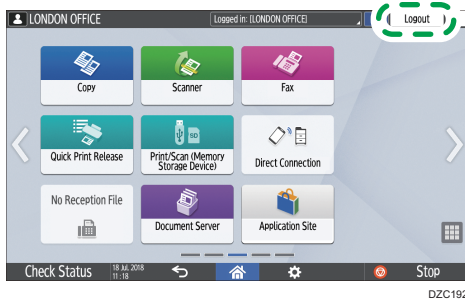 LONDON OFFICE
Logged in: [LONDON OFFICE]
Logout
Copy
Scanner
Fax
Quick Print Release
SD
Print/Scan (Memory
Storage Device)
Direct Connection
No Reception File
Document Server
Application Site
Check Status
18 Jul. 2018
11 : 18
Stop
DZC192